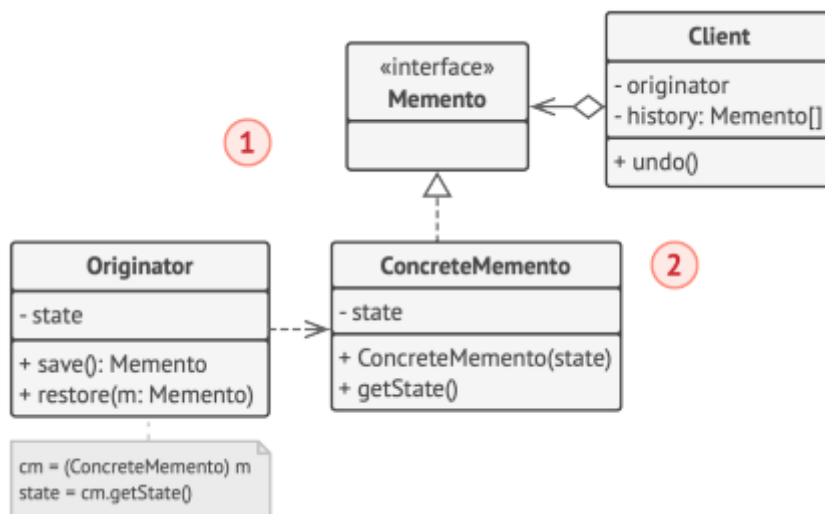 «interface»
Memento
Client
- originator
- history: Memento[]
+ undo()
1
Originator
- state
+ save(): Memento
+ restore(m: Memento)
cm = (ConcreteMemento) m
state = cm.getState()
ConcreteMemento
- state
+ ConcreteMemento(state)
+ getState()
2